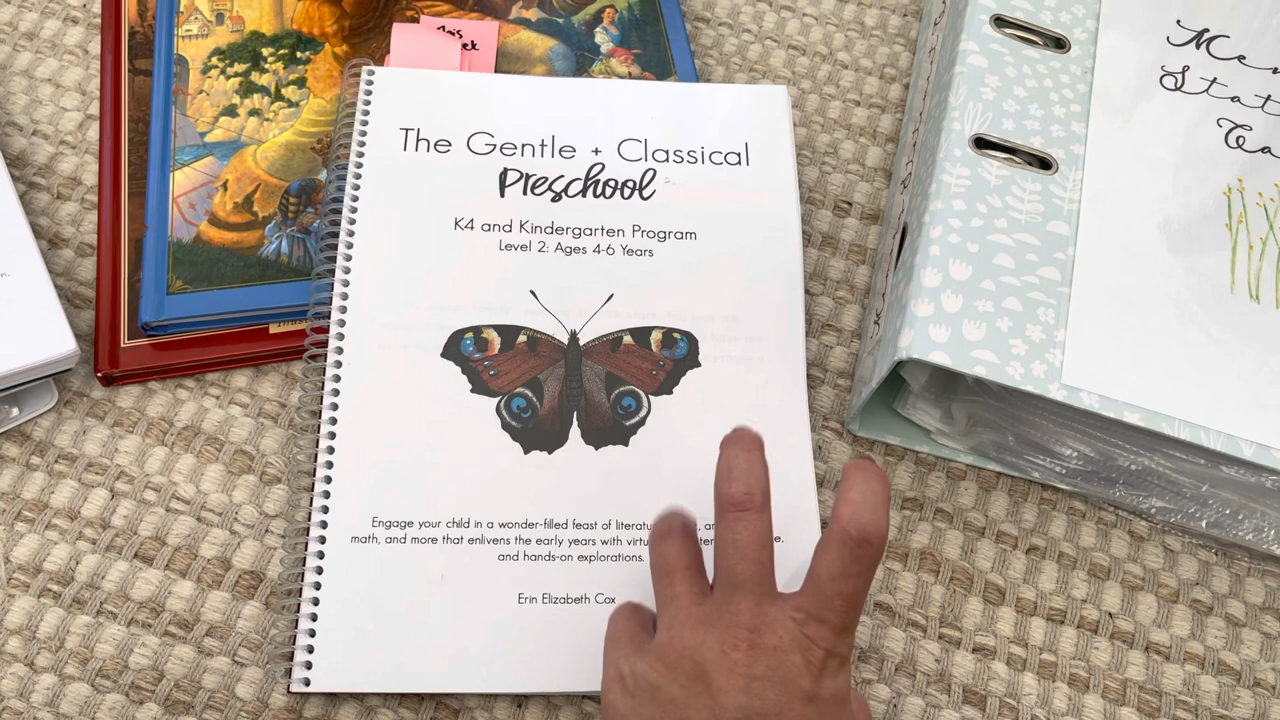 The Gentle + Classical
Preschool
K4 and Kindergarten Program
Level 2: Ages 4-6 Years
Engage your child in a wonder-filled feast of
math, and more that enlivens the early years with
and hands-on explorations.
Erin Elizabeth Cox